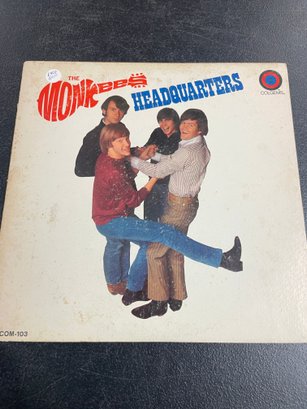 THE
MONKEES
HEADQUARTERS
COLGEMS
COM-103